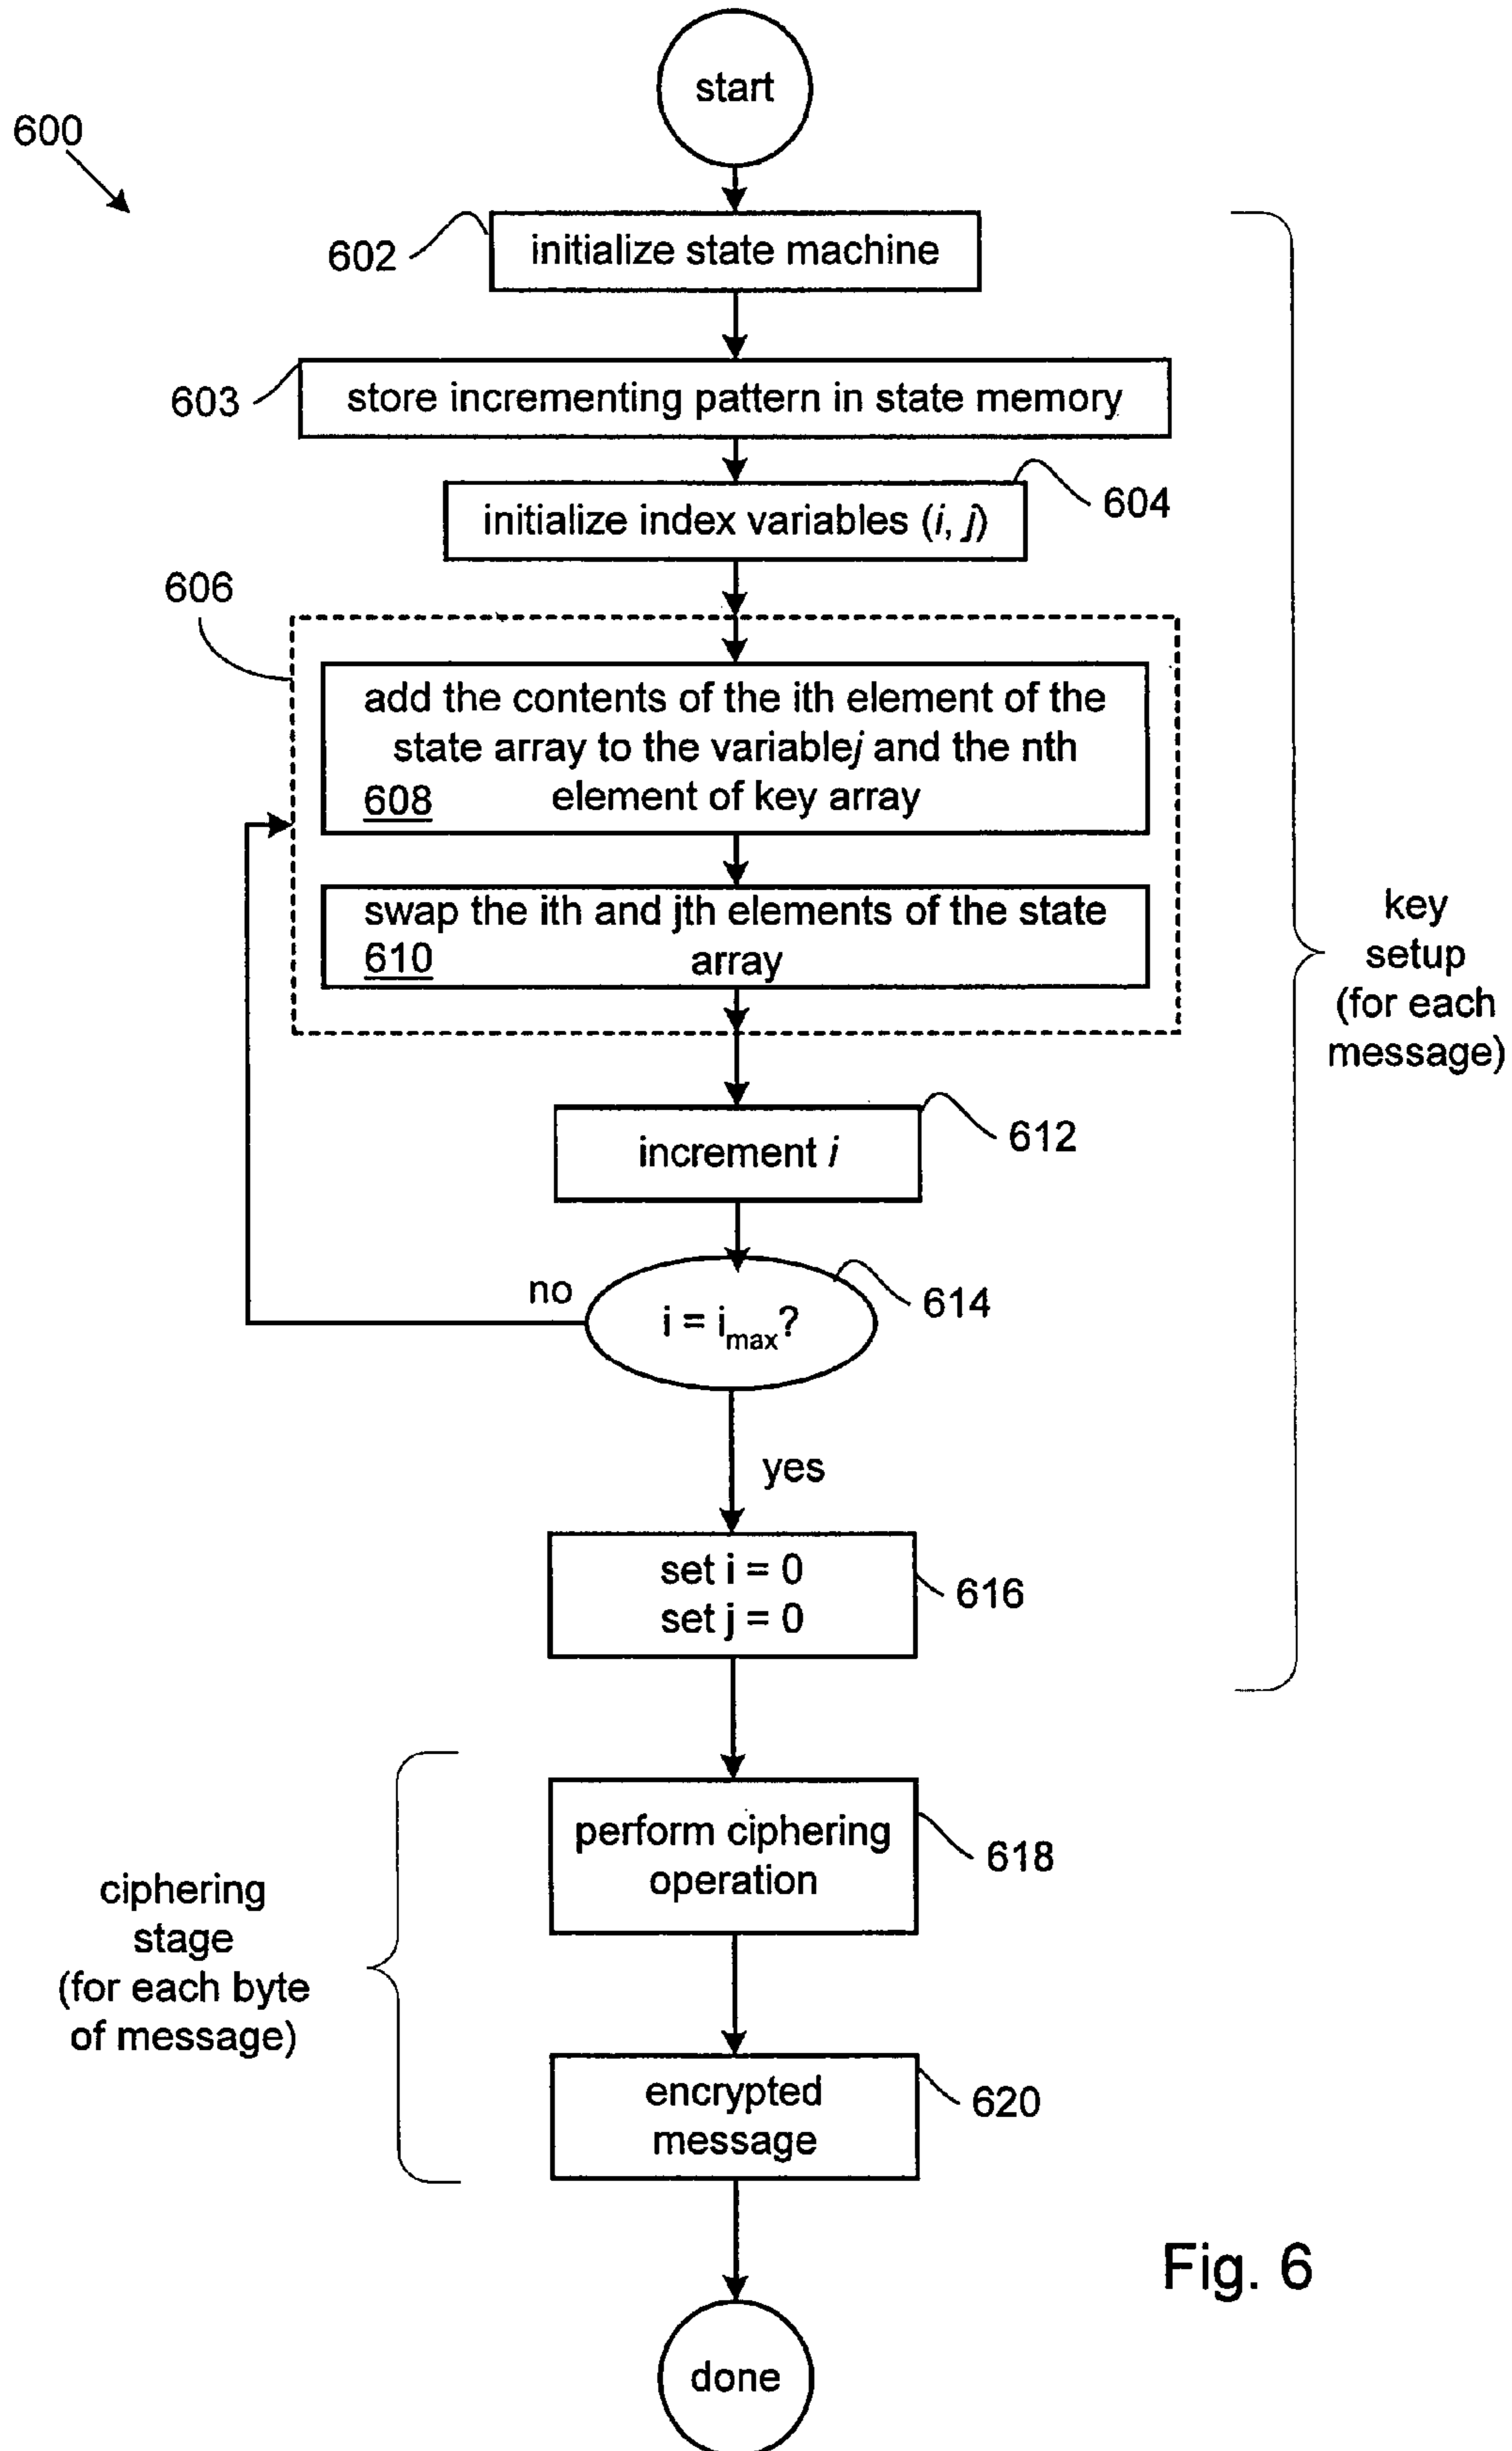 start
600
602
initialize state machine
603
store incrementing pattern in state memory
604
initialize index variables (i, j)
606
add the contents of the ith element of the
state array to the variablej and the nth
608 element of key array
swap the ith and jth elements of the state
610 array
key
setup
(for each
message)
increment i
612
no
i = imax?
614
yes
set i = 0
set j = 0
616
perform ciphering
operation
618
ciphering
stage
(for each byte
of message)
encrypted
message
620
Fig. 6
done